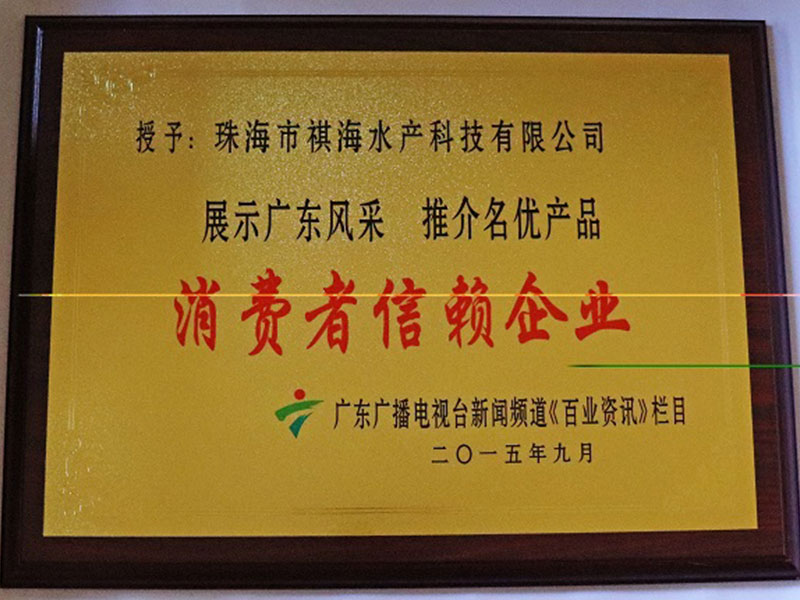 授予：珠海市祺海水产科技有限公司
展示广东风采 推介名优产品
消费者信赖企业
广东广播电视台新闻频道《百业资讯》栏目
二〇一五年九月